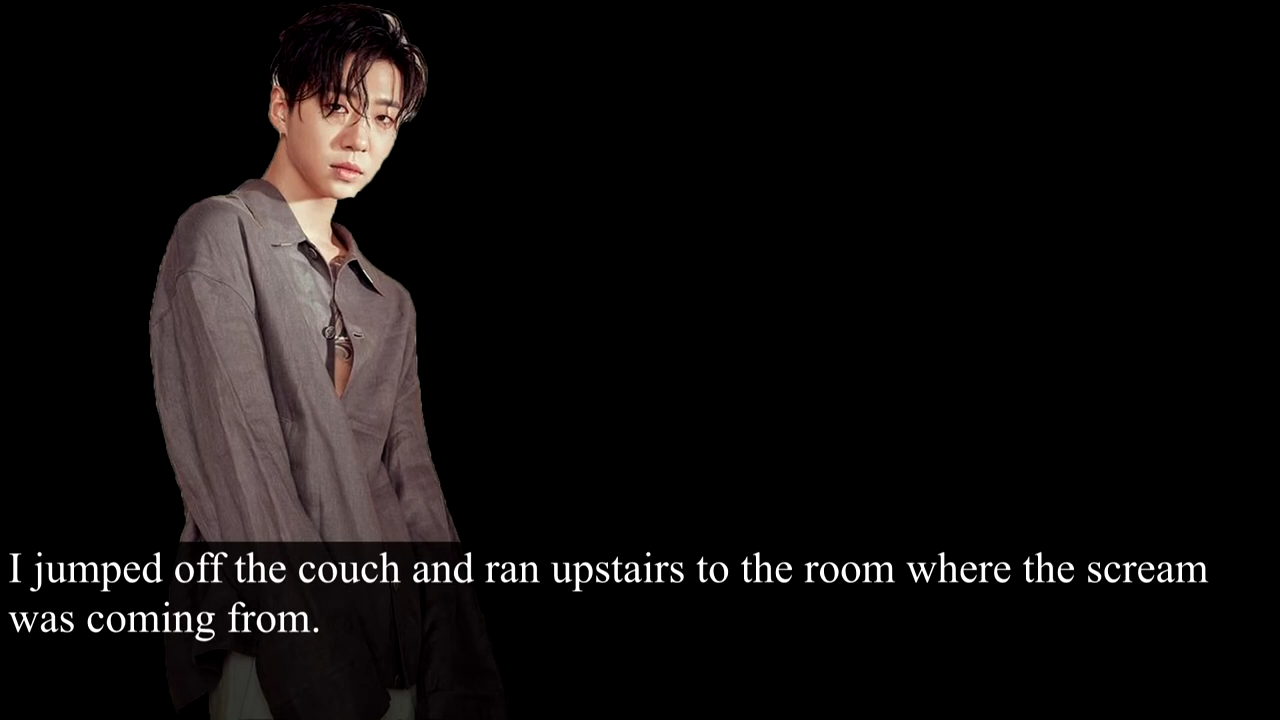 I jumped off the couch and ran upstairs to the room where the scream
was coming from.